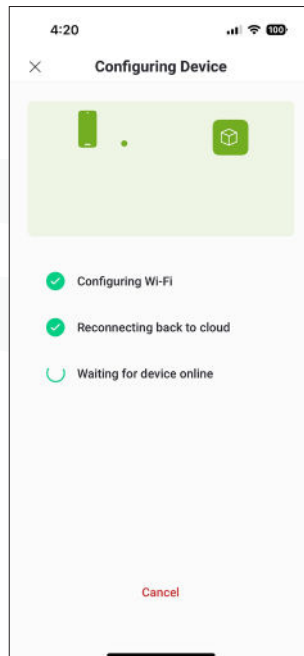 4:20
100
Configuring Device
Configuring Wi-Fi
Reconnecting back to cloud
Waiting for device online
Cancel